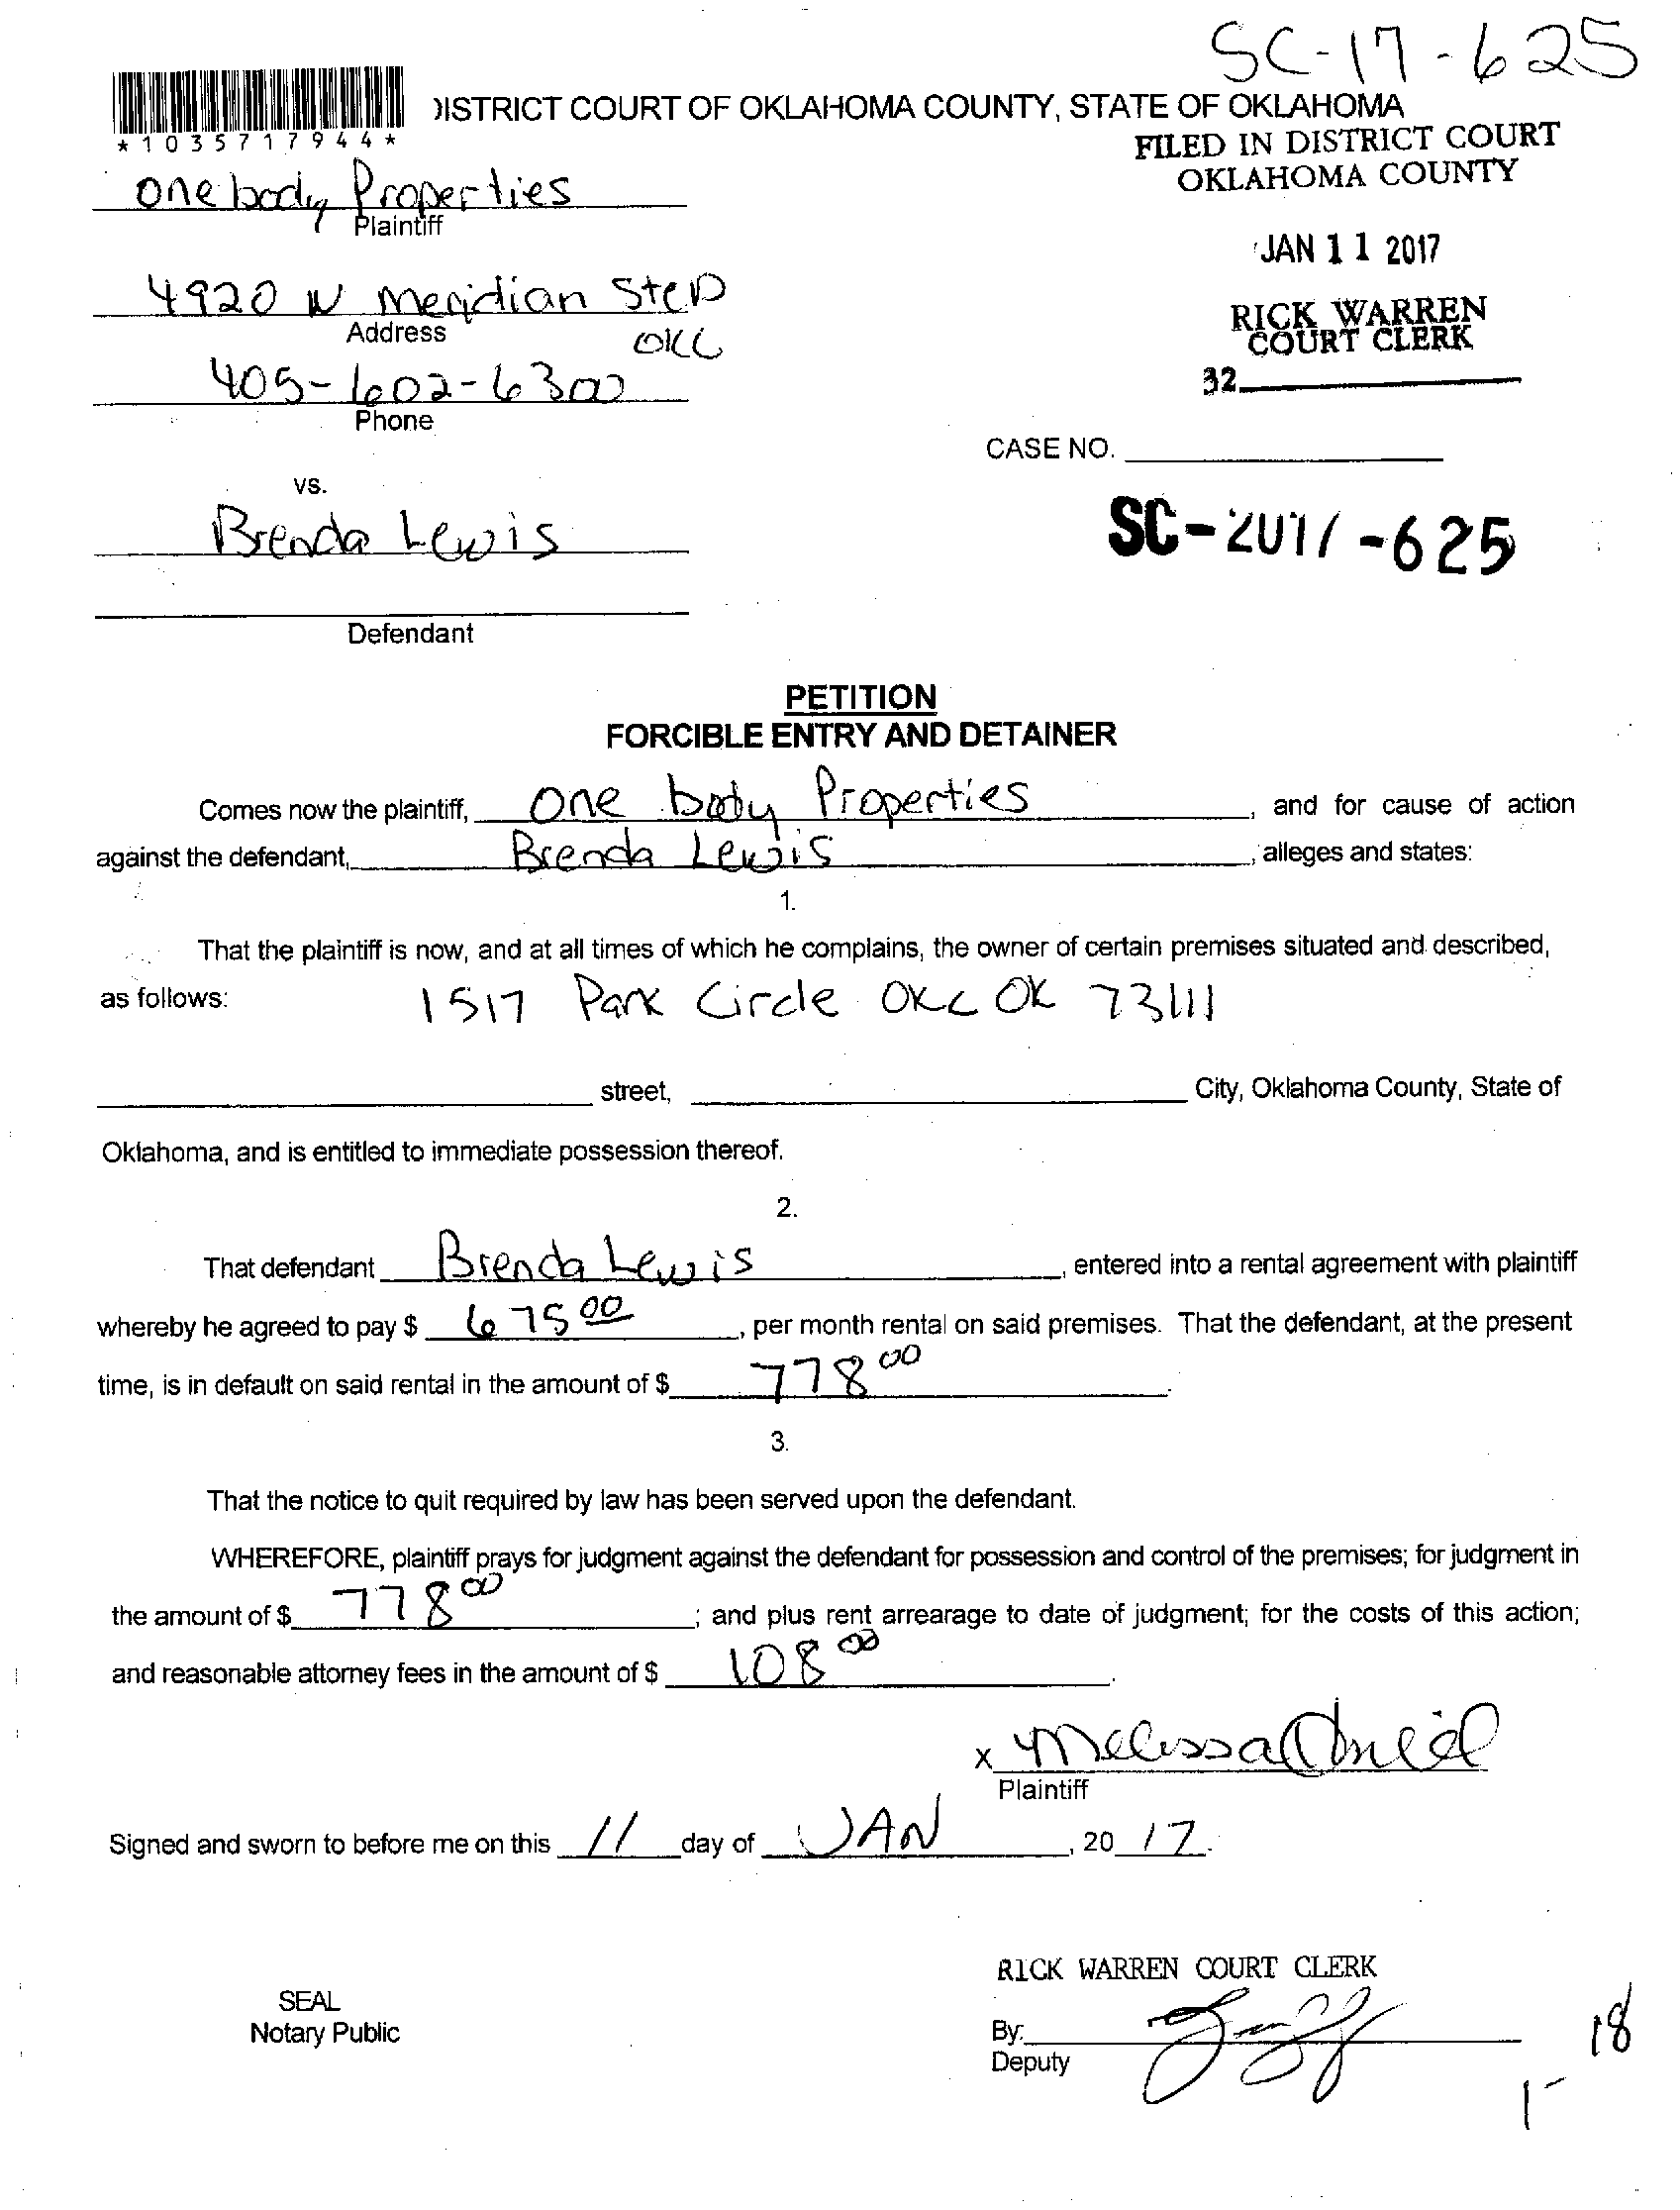 SC-17-625
DISTRICT COURT OF OKLAHOMA COUNTY, STATE OF OKLAHOMA
*1035717944*
FILED IN DISTRICT COURT
OKLAHOMA COUNTY
One body Properties
Plaintiff
JAN 11 2017
4920 N Meridian Ste D
Address
OKC
RICK WARREN
COURT CLERK
405-602-6300
Phone
32
CASE NO.
vs.
Brenda Lewis
SC-2017-625
Defendant
PETITION
FORCIBLE ENTRY AND DETAINER
Comes now the plaintiff, One body Properties, and for cause of action
against the defendant, Brenda Lewis, alleges and states:
1.
That the plaintiff is now, and at all times of which he complains, the owner of certain premises situated and described,
as follows: 1517 Park Circle OKC OK 73111
street, City, Oklahoma County, State of
Oklahoma, and is entitled to immediate possession thereof.
2.
That defendant Brenda Lewis, entered into a rental agreement with plaintiff
whereby he agreed to pay $ 675 00, per month rental on said premises. That the defendant, at the present
time, is in default on said rental in the amount of $ 778 00.
3.
That the notice to quit required by law has been served upon the defendant.
WHEREFORE, plaintiff prays for judgment against the defendant for possession and control of the premises; for judgment in
the amount of $ 778 00; and plus rent arrearage to date of judgment; for the costs of this action;
and reasonable attorney fees in the amount of $ 108 00.
x Melissa Oneil
Plaintiff
Signed and sworn to before me on this 11 day of JAN, 20 17.
RICK WARREN COURT CLERK
SEAL
Notary Public
By:
Deputy
18
1-